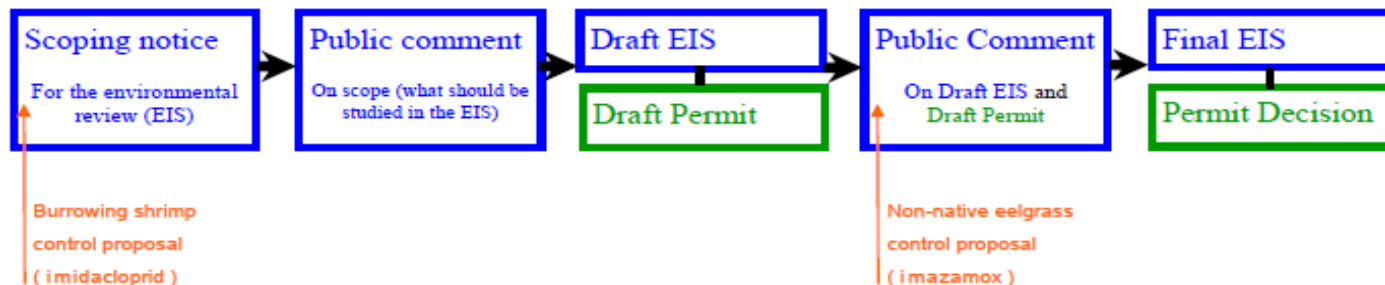 Scoping notice
For the environmental
review (EIS)
Public comment
On scope (what should be
studied in the EIS)
Draft EIS
Draft Permit
Public Comment
On Draft EIS and
Draft Permit
Final EIS
Permit Decision
Burrowing shrimp
control proposal
( imidacloprid )
Non-native eelgrass
control proposal
( imazamox )